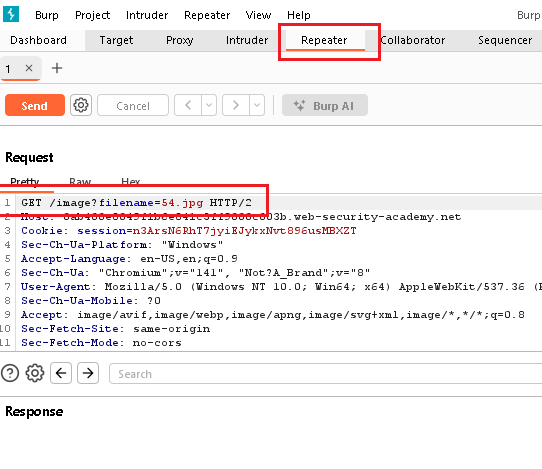 Burp Project Intruder Repeater View Help Burp
Dashboard Target Proxy Intruder Repeater Collaborator Sequencer
1 × +
Send Cancel < > Burp AI
Request
Pretty Raw Hex
1 GET /image?filename=54.jpg HTTP/2
2 Host: .web-security-academy.net
3 Cookie: session=n3ArsN6RhT7jyiEJykxNvt896usMBXZT
4 Sec-Ch-Ua-Platform: "Windows"
5 Accept-Language: en-US,en;q=0.9
6 Sec-Ch-Ua: "Chromium";v="141", "Not?A_Brand";v="8"
7 User-Agent: Mozilla/5.0 (Windows NT 10.0; Win64; x64) AppleWebKit/537.36 (
8 Sec-Ch-Ua-Mobile: ?0
9 Accept: image/avif,image/webp,image/apng,image/svg+xml,image/*,*/*;q=0.8
10 Sec-Fetch-Site: same-origin
11 Sec-Fetch-Mode: no-cors
Search
Response